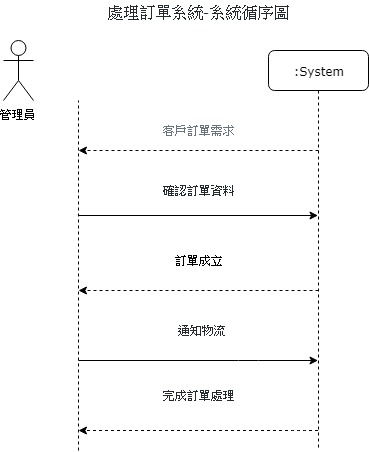 處理訂單系統-系統循序圖
:System
管理員
客戶訂單需求
確認訂單資料
訂單成立
通知物流
完成訂單處理